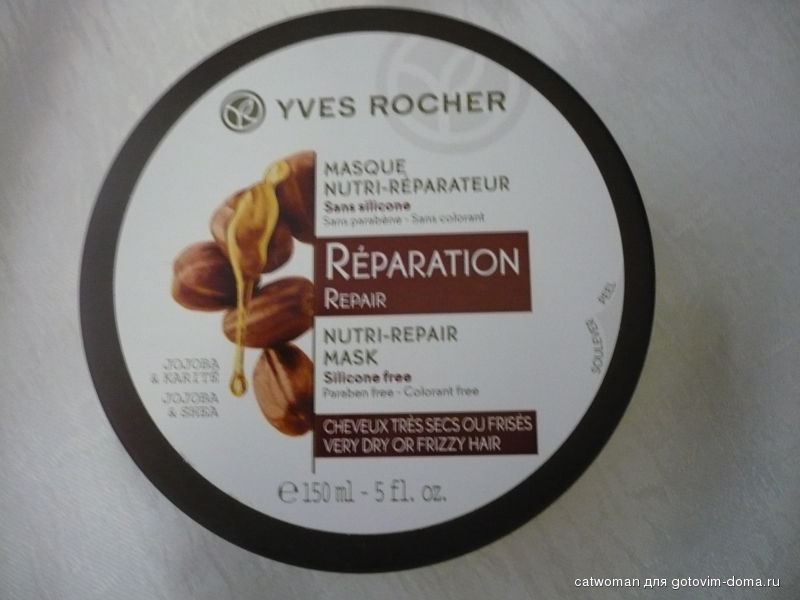 YVES ROCHER
MASQUE
NUTRI-RÉPARATEUR
Sans silicone
Sans parabène - Sans colorant
RÉPARATION
REPAIR
NUTRI-REPAIR
MASK
Silicone free
Paraben free - Colorant free
JOJOBA
& KARITÉ
JOJOBA
& SHEA
CHEVEUX TRÈS SECS OU FRISÉS
VERY DRY OR FRIZZY HAIR
℮ 150 ml - 5 fl. oz.
SOULEVER PEEL
catwoman для gotovim-doma.ru